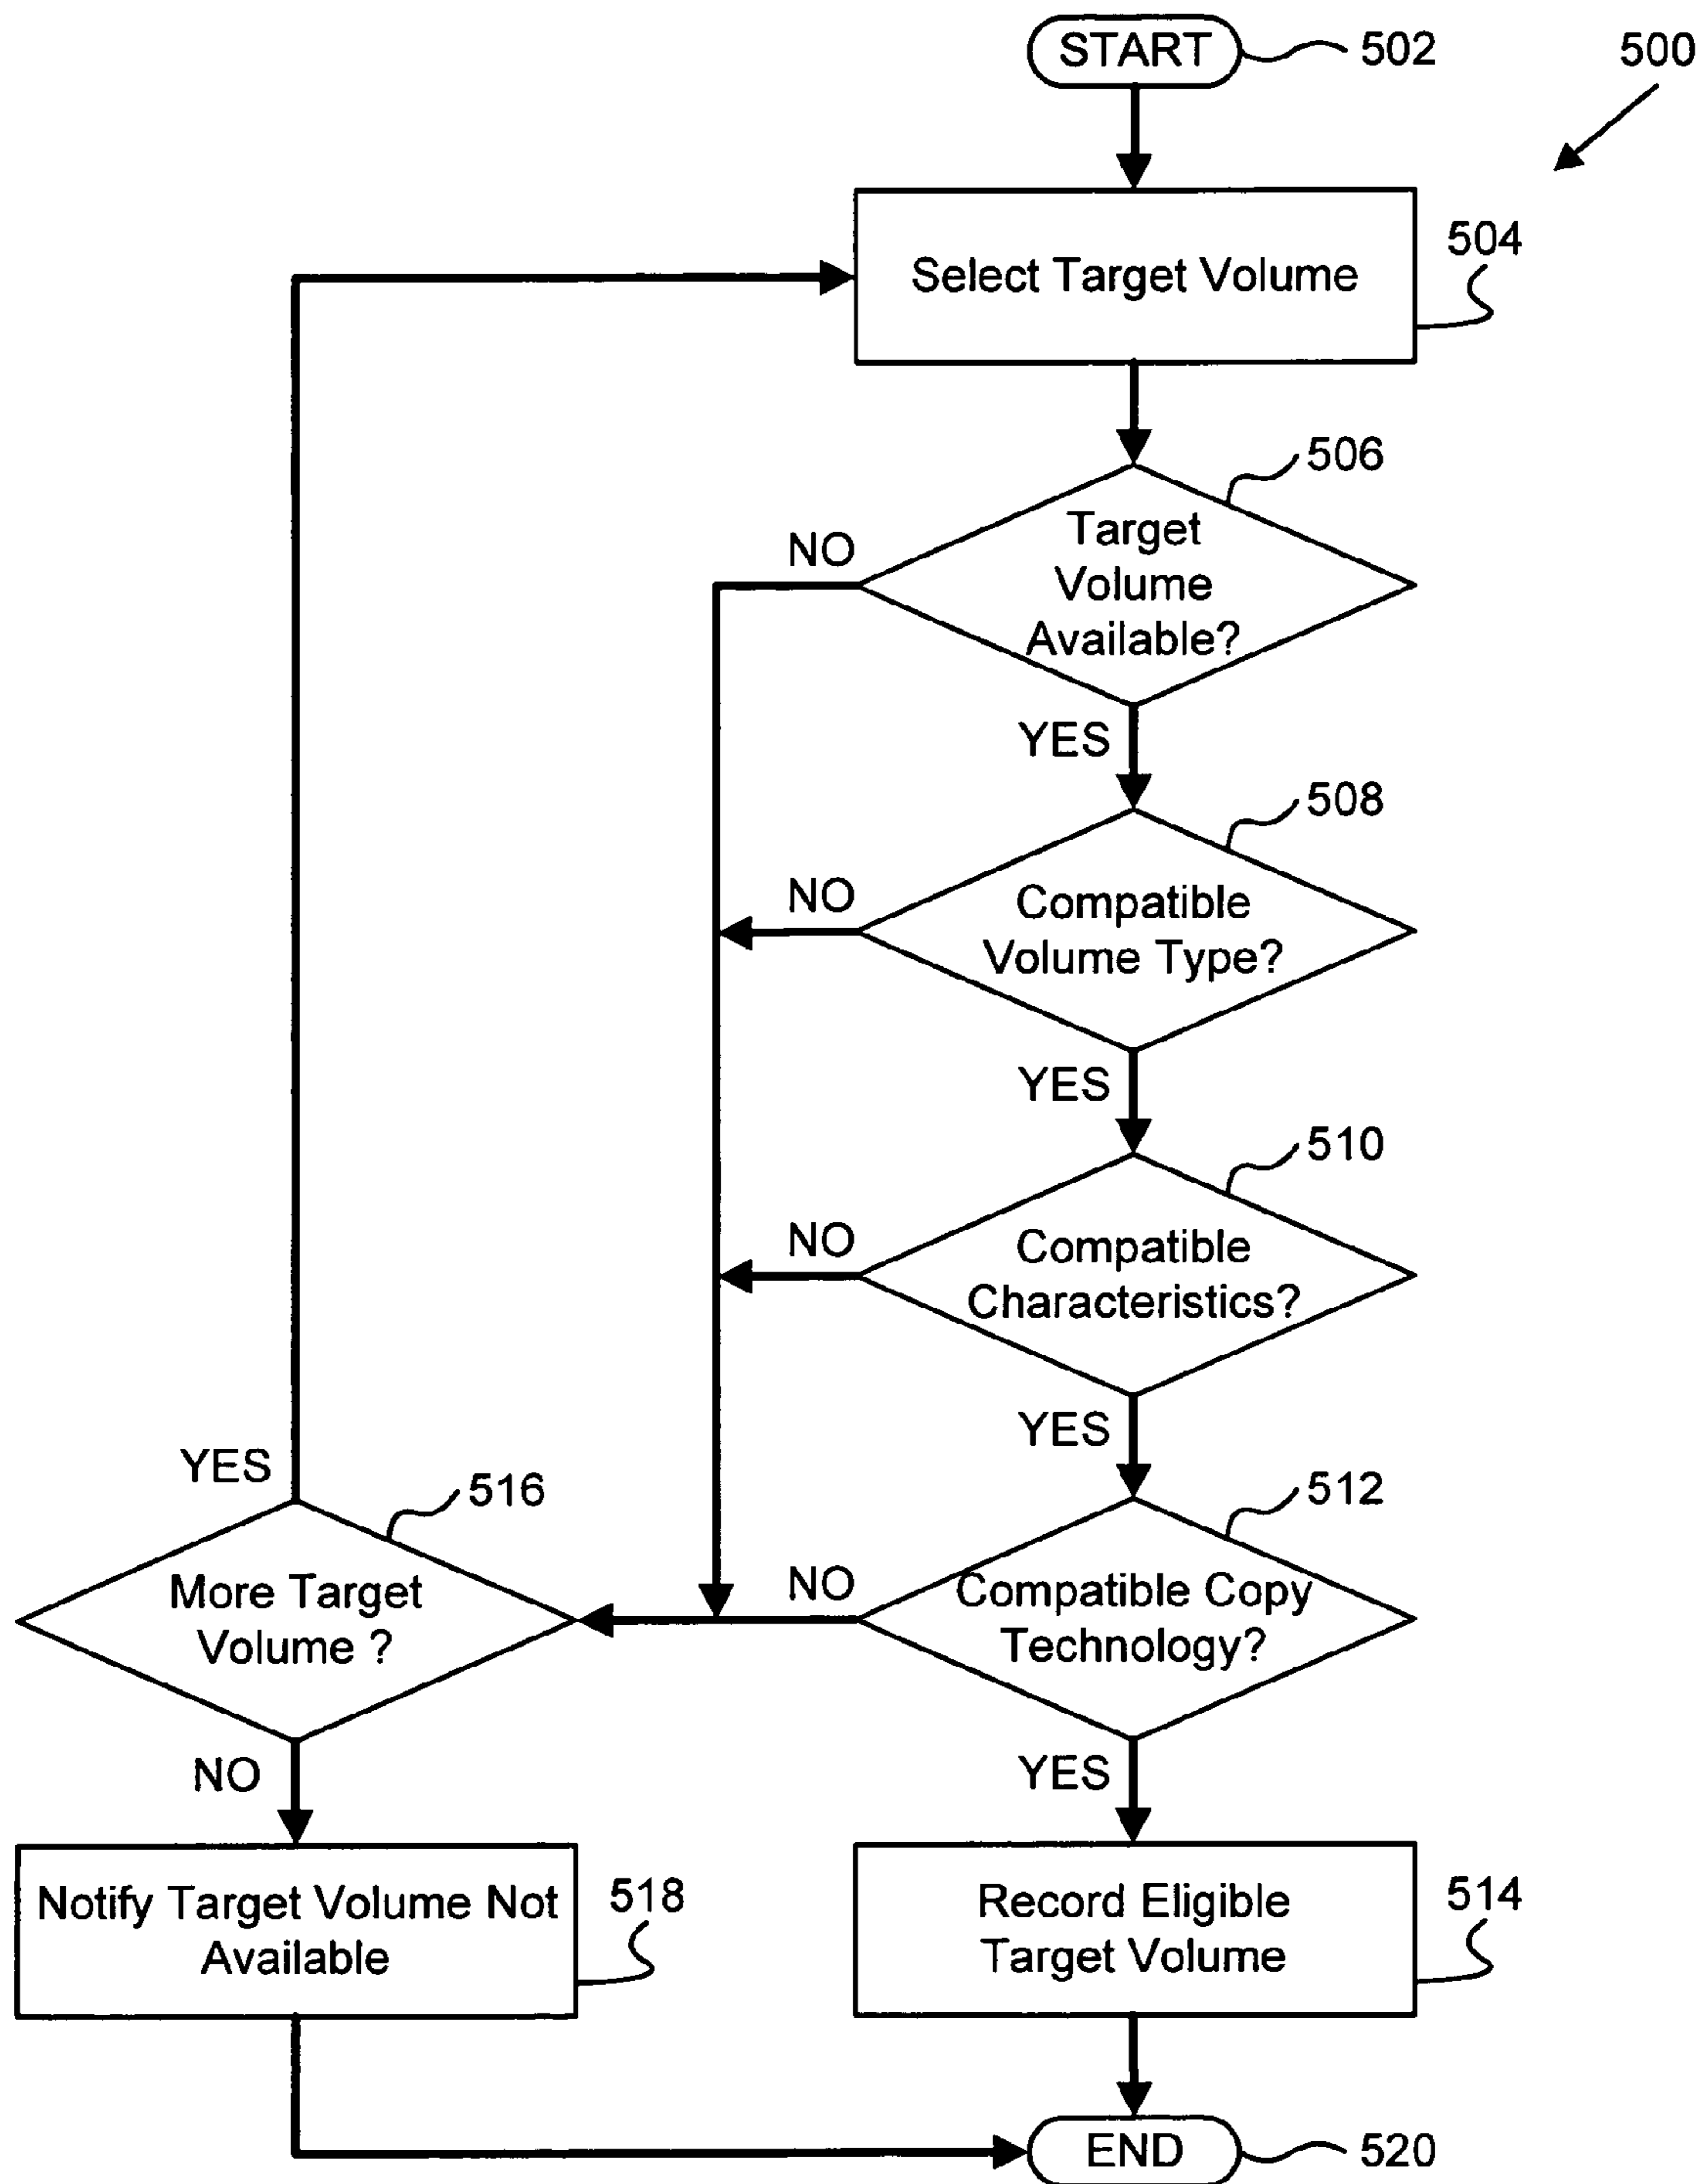 START
502
500
504
Select Target Volume
506
NO
Target
Volume
Available?
YES
508
NO
Compatible
Volume Type?
YES
510
NO
Compatible
Characteristics?
YES
YES
516
512
More Target
Volume ?
NO
Compatible Copy
Technology?
NO
YES
Notify Target Volume Not
Available
518
Record Eligible
Target Volume
514
END
520